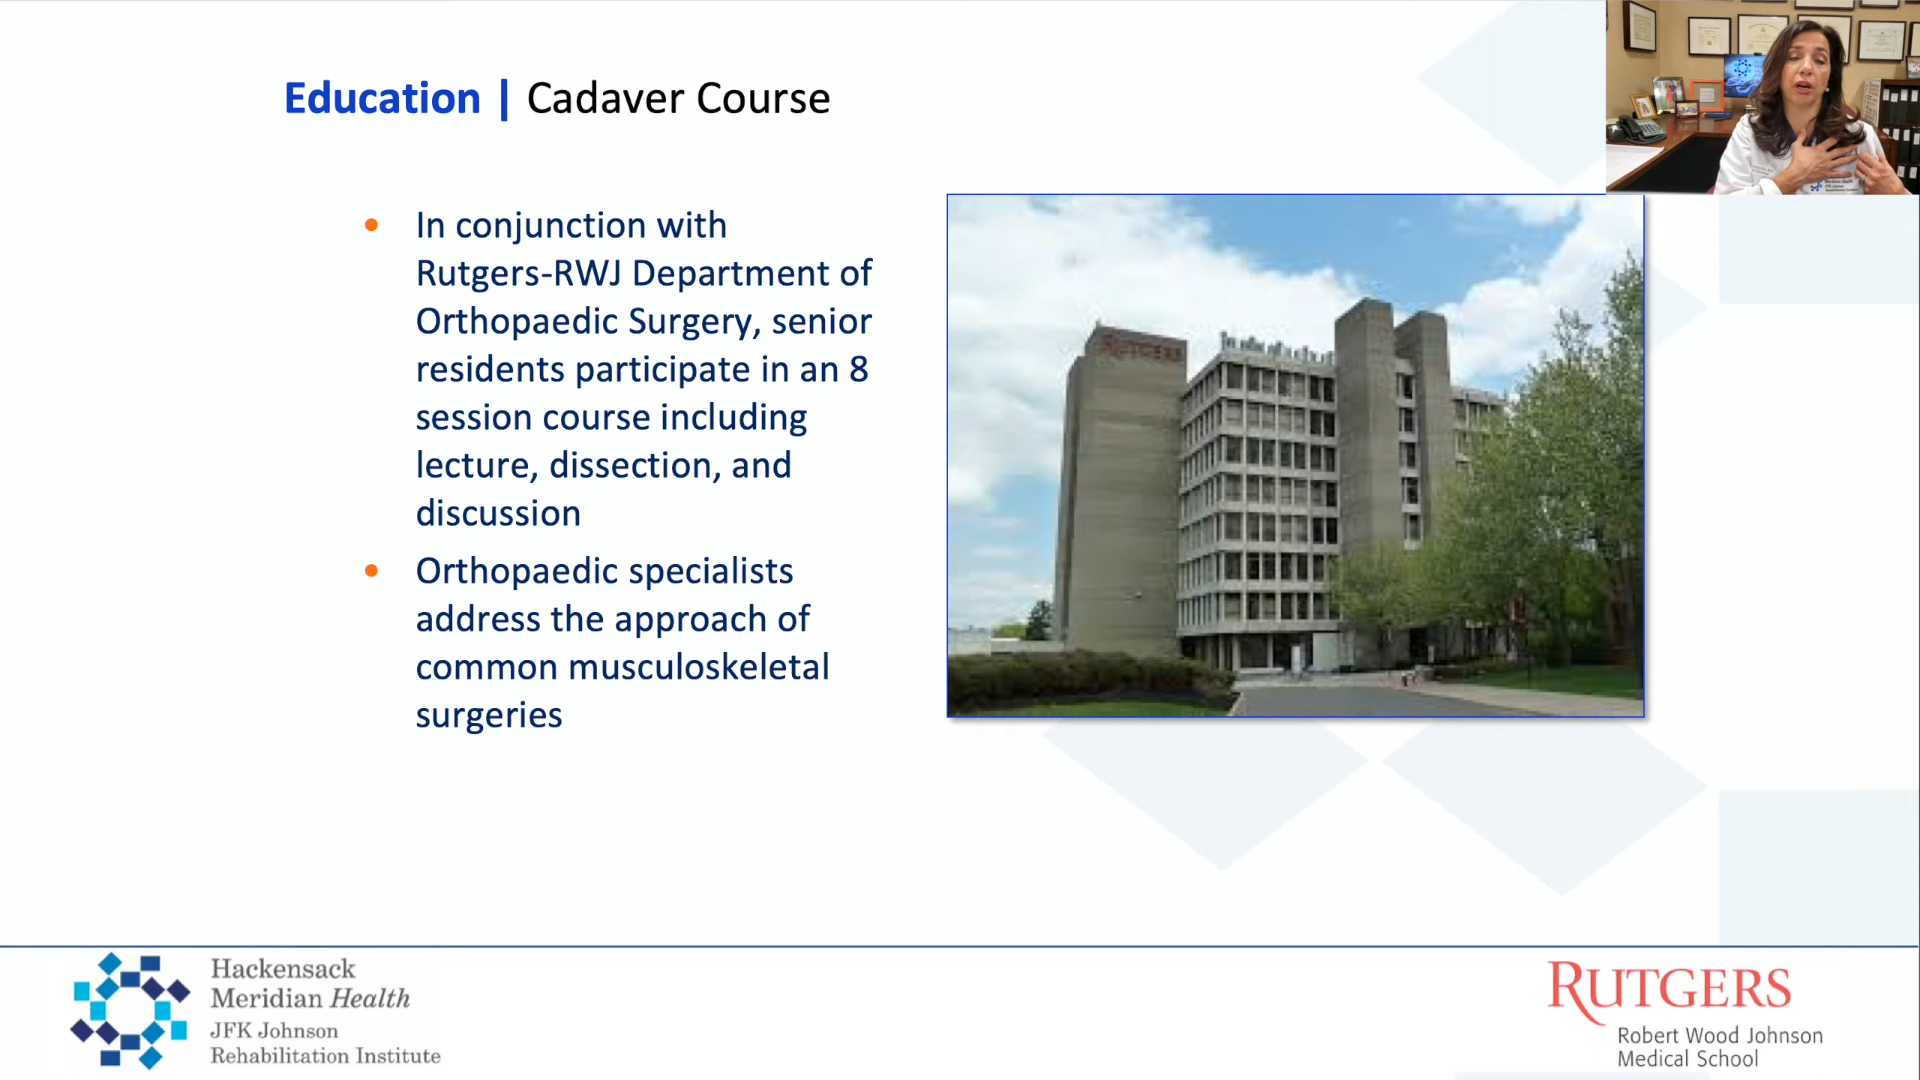 Education | Cadaver Course
• In conjunction with
Rutgers-RWJ Department of
Orthopaedic Surgery, senior
residents participate in an 8
session course including
lecture, dissection, and
discussion
• Orthopaedic specialists
address the approach of
common musculoskeletal
surgeries
RUTGERS
Hackensack
Meridian Health
JFK Johnson
Rehabilitation Institute
RUTGERS
Robert Wood Johnson
Medical School